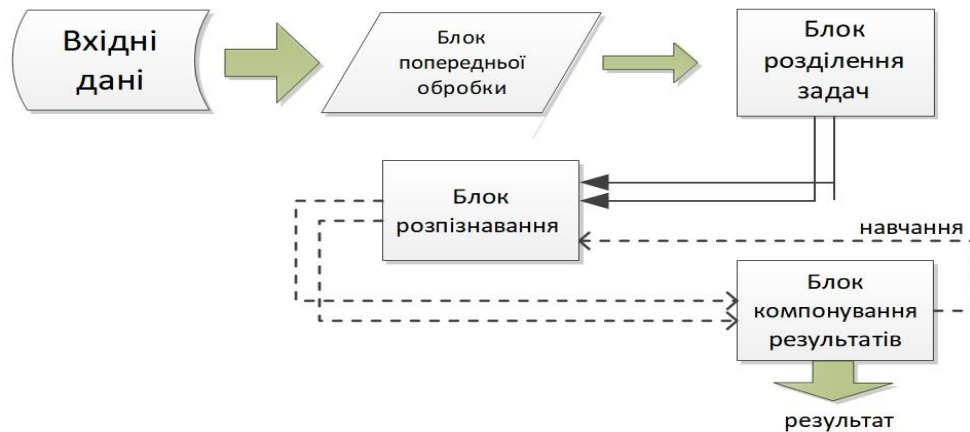 Вхідні
дані
Блок
попередньої
обробки
Блок
розділення
задач
Блок
розпізнавання
навчання
Блок
компонування
результатів
результат